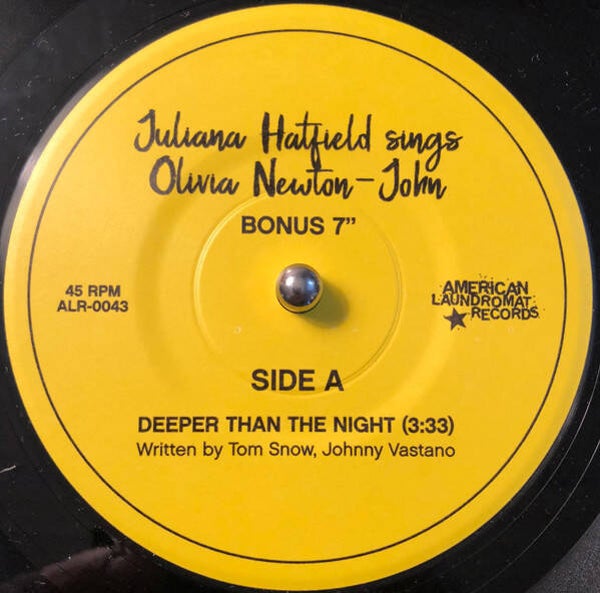 Juliana Hatfield sings
Olivia Newton-John
BONUS 7”
45 RPM
ALR-0043
AMERICAN
LAUNDROMAT
RECORDS
SIDE A
DEEPER THAN THE NIGHT (3:33)
Written by Tom Snow, Johnny Vastano